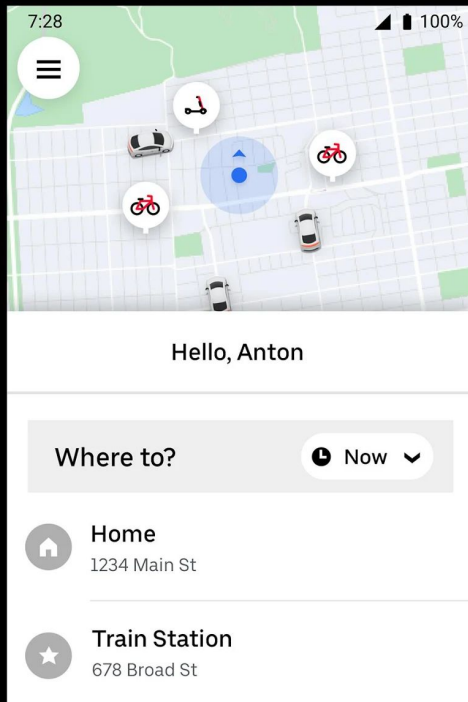 7:28
100%
Hello, Anton
Where to?
Now
Home
1234 Main St
Train Station
678 Broad St